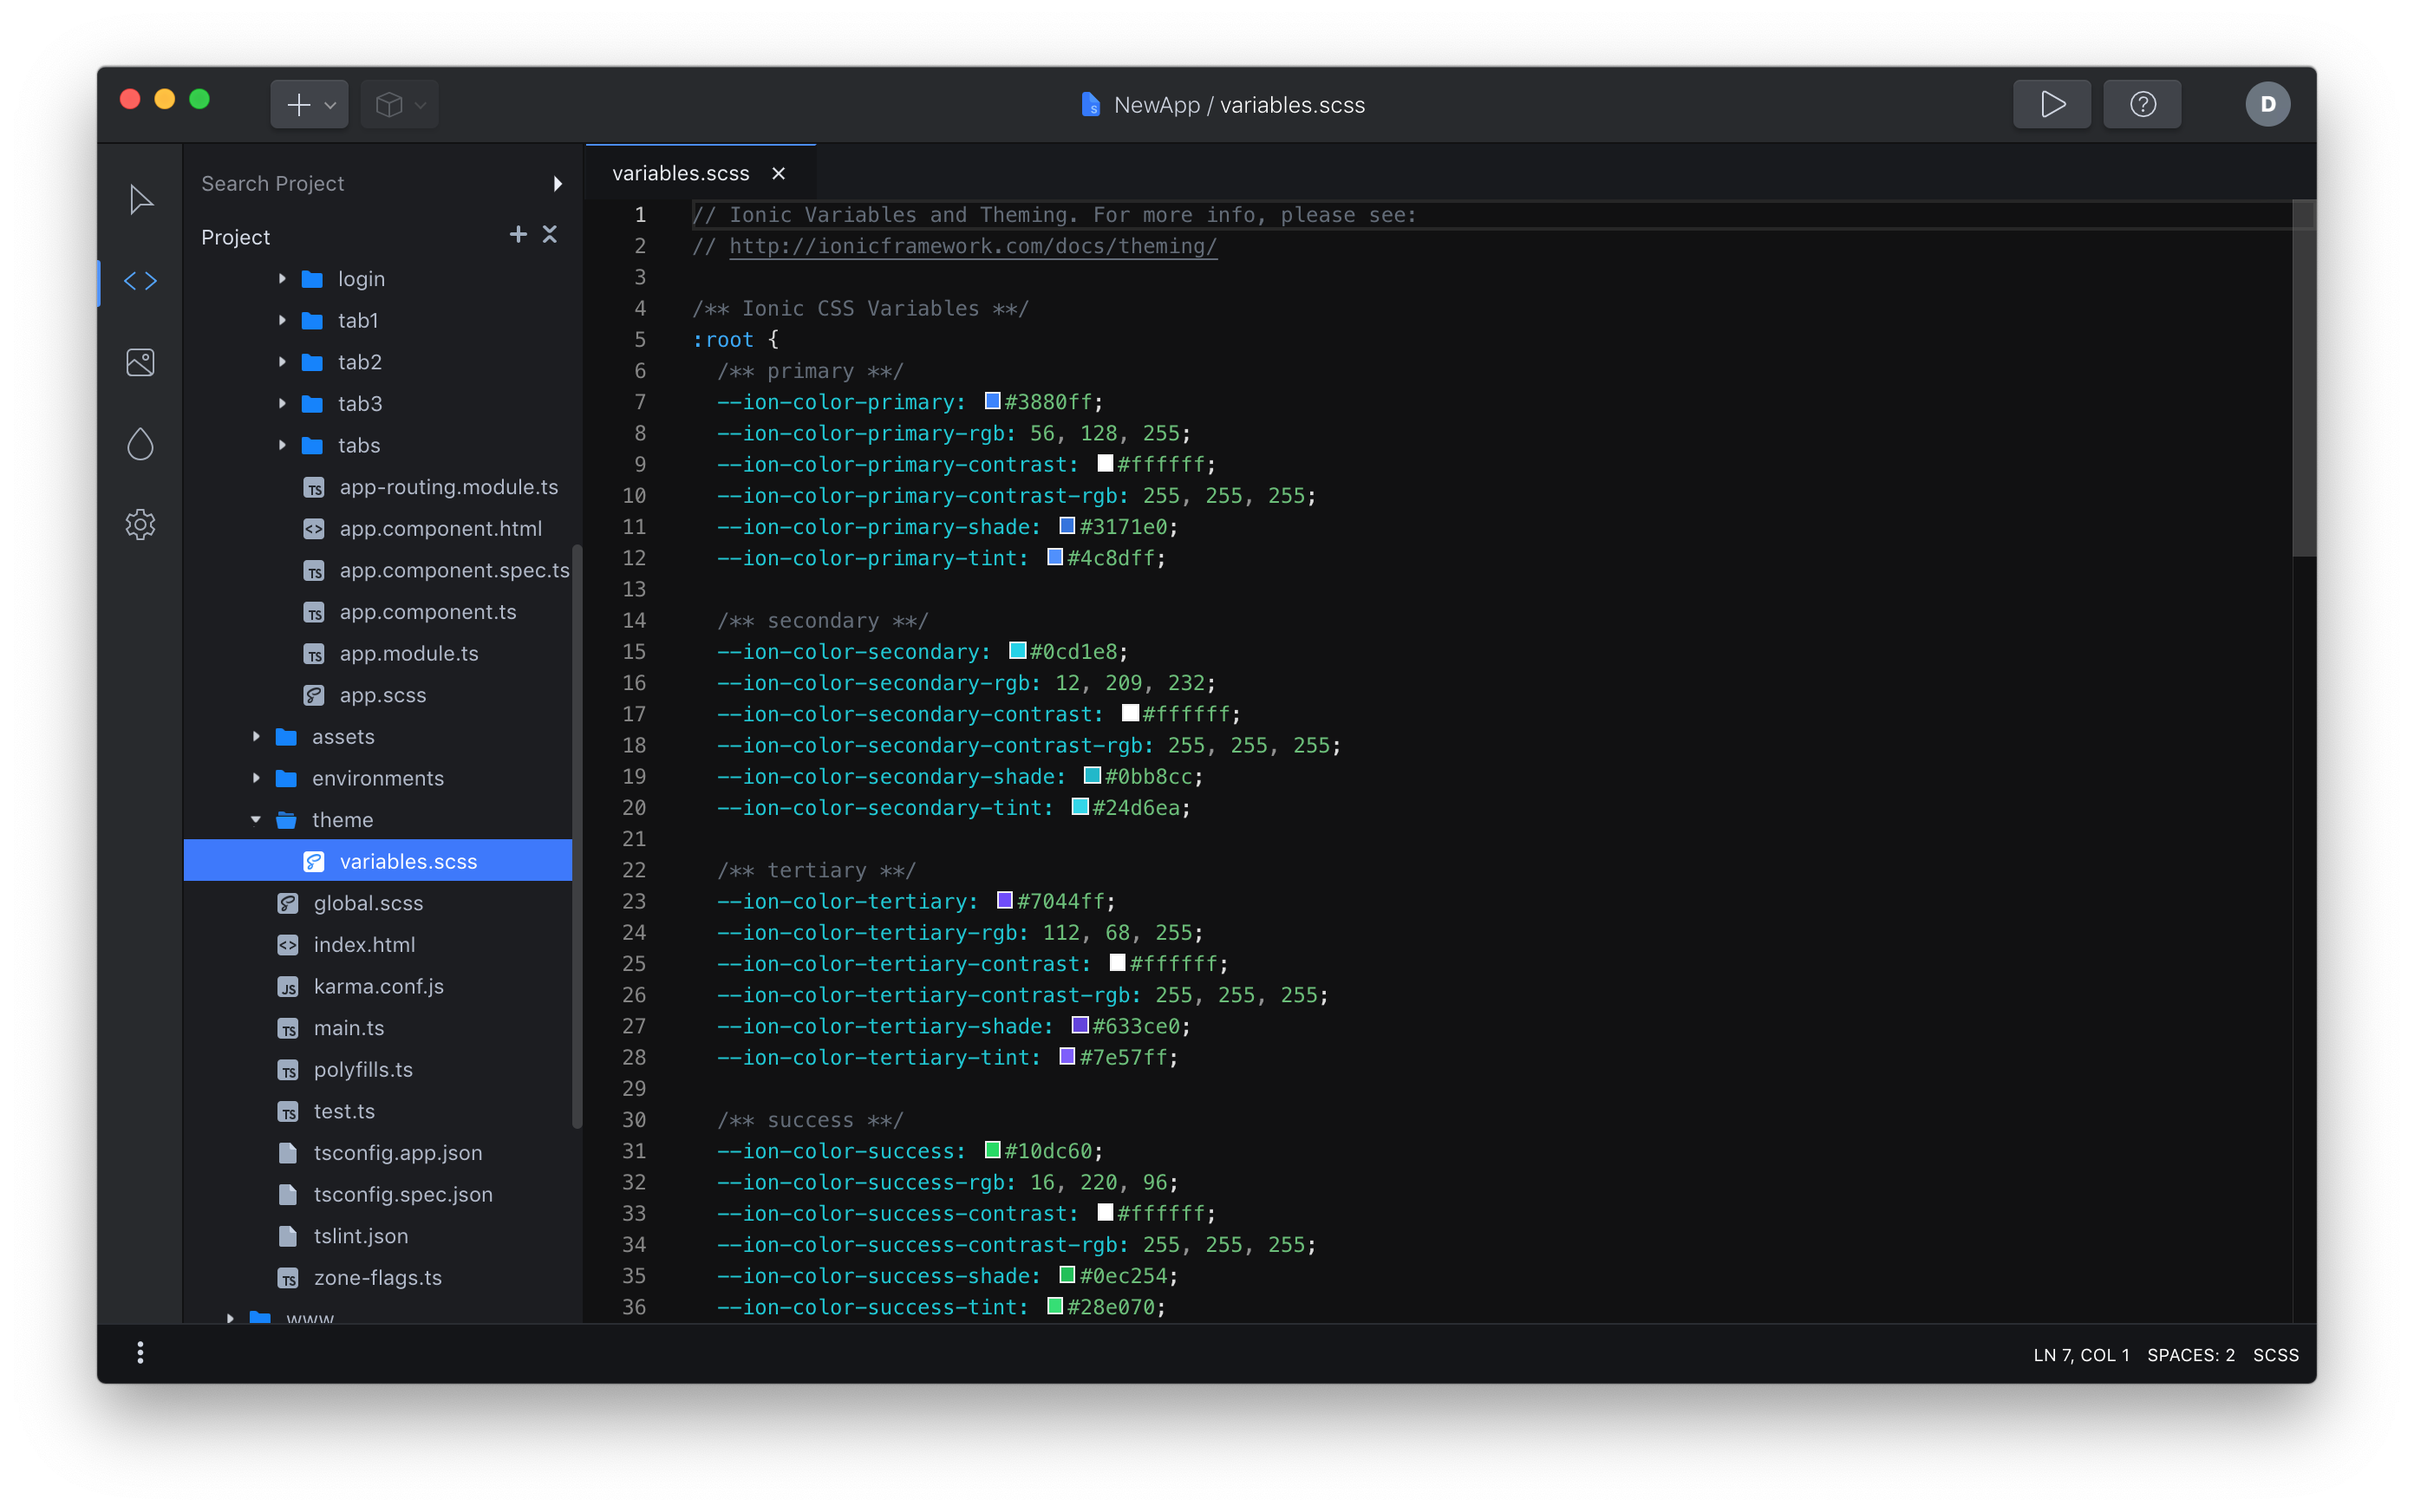 NewApp / variables.scss
D
Search Project
Project
login
tab1
tab2
tab3
tabs
TS app-routing.module.ts
<> app.component.html
TS app.component.spec.ts
TS app.component.ts
TS app.module.ts
app.scss
assets
environments
theme
variables.scss
global.scss
<> index.html
JS karma.conf.js
TS main.ts
TS polyfills.ts
TS test.ts
tsconfig.app.json
tsconfig.spec.json
tslint.json
TS zone-flags.ts
www
variables.scss
1 // Ionic Variables and Theming. For more info, please see:
2 // http://ionicframework.com/docs/theming/
3
4 /** Ionic CSS Variables **/
5 :root {
6 /** primary **/
7 --ion-color-primary: #3880ff;
8 --ion-color-primary-rgb: 56, 128, 255;
9 --ion-color-primary-contrast: #ffffff;
10 --ion-color-primary-contrast-rgb: 255, 255, 255;
11 --ion-color-primary-shade: #3171e0;
12 --ion-color-primary-tint: #4c8dff;
13
14 /** secondary **/
15 --ion-color-secondary: #0cd1e8;
16 --ion-color-secondary-rgb: 12, 209, 232;
17 --ion-color-secondary-contrast: #ffffff;
18 --ion-color-secondary-contrast-rgb: 255, 255, 255;
19 --ion-color-secondary-shade: #0bb8cc;
20 --ion-color-secondary-tint: #24d6ea;
21
22 /** tertiary **/
23 --ion-color-tertiary: #7044ff;
24 --ion-color-tertiary-rgb: 112, 68, 255;
25 --ion-color-tertiary-contrast: #ffffff;
26 --ion-color-tertiary-contrast-rgb: 255, 255, 255;
27 --ion-color-tertiary-shade: #633ce0;
28 --ion-color-tertiary-tint: #7e57ff;
29
30 /** success **/
31 --ion-color-success: #10dc60;
32 --ion-color-success-rgb: 16, 220, 96;
33 --ion-color-success-contrast: #ffffff;
34 --ion-color-success-contrast-rgb: 255, 255, 255;
35 --ion-color-success-shade: #0ec254;
36 --ion-color-success-tint: #28e070;
LN 7, COL 1 SPACES: 2 SCSS